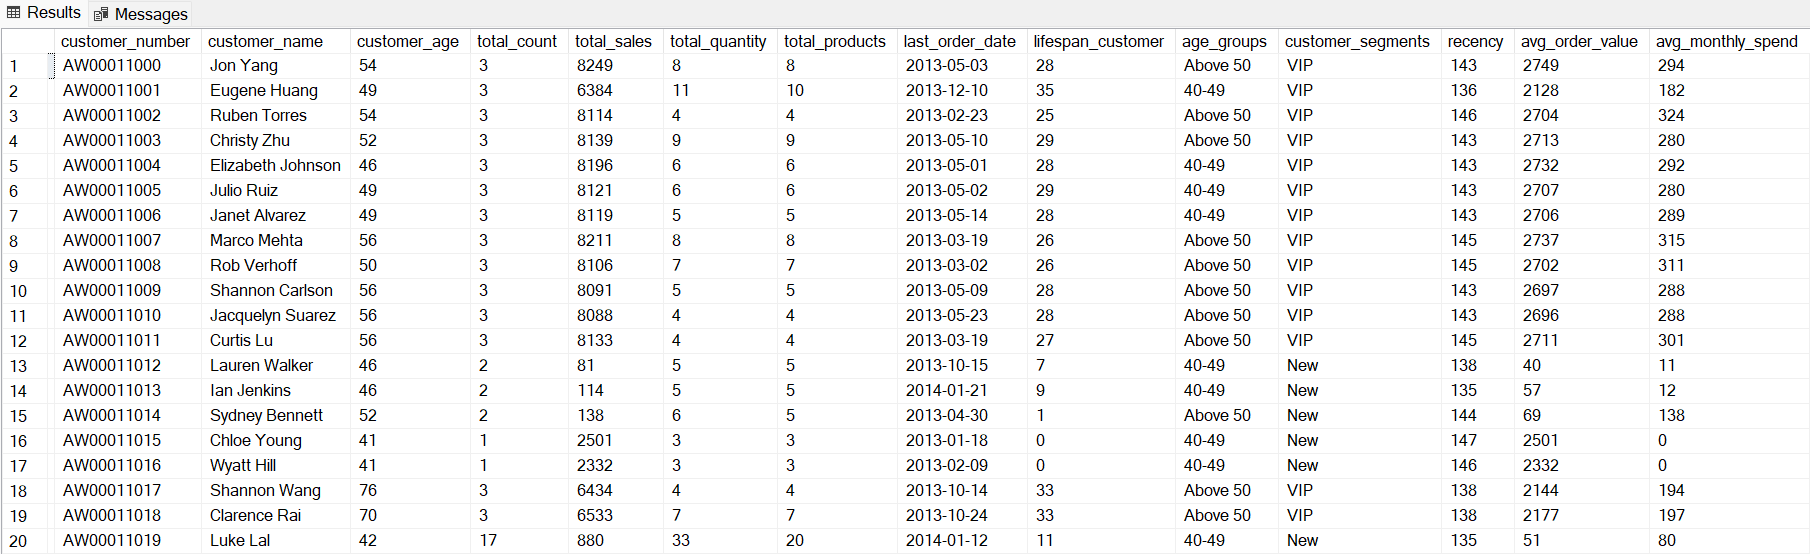 Results Messages
customer_number customer_name customer_age total_count total_sales total_quantity total_products last_order_date lifespan_customer age_groups customer_segments recency avg_order_value avg_monthly_spend
1 AW00011000 Jon Yang 54 3 8249 8 8 2013-05-03 28 Above 50 VIP 143 2749 294
2 AW00011001 Eugene Huang 49 3 6384 11 10 2013-12-10 35 40-49 VIP 136 2128 182
3 AW00011002 Ruben Torres 54 3 8114 4 4 2013-02-23 25 Above 50 VIP 146 2704 324
4 AW00011003 Christy Zhu 52 3 8139 9 9 2013-05-10 29 Above 50 VIP 143 2713 280
5 AW00011004 Elizabeth Johnson 46 3 8196 6 6 2013-05-01 28 40-49 VIP 143 2732 292
6 AW00011005 Julio Ruiz 49 3 8121 6 6 2013-05-02 29 40-49 VIP 143 2707 280
7 AW00011006 Janet Alvarez 49 3 8119 5 5 2013-05-14 28 40-49 VIP 143 2706 289
8 AW00011007 Marco Mehta 56 3 8211 8 8 2013-03-19 26 Above 50 VIP 145 2737 315
9 AW00011008 Rob Verhoff 50 3 8106 7 7 2013-03-02 26 Above 50 VIP 145 2702 311
10 AW00011009 Shannon Carlson 56 3 8091 5 5 2013-05-09 28 Above 50 VIP 143 2697 288
11 AW00011010 Jacquelyn Suarez 56 3 8088 4 4 2013-05-23 28 Above 50 VIP 143 2696 288
12 AW00011011 Curtis Lu 56 3 8133 4 4 2013-03-19 27 Above 50 VIP 145 2711 301
13 AW00011012 Lauren Walker 46 2 81 5 5 2013-10-15 7 40-49 New 138 40 11
14 AW00011013 Ian Jenkins 46 2 114 5 5 2014-01-21 9 40-49 New 135 57 12
15 AW00011014 Sydney Bennett 52 2 138 6 5 2013-04-30 1 Above 50 New 144 69 138
16 AW00011015 Chloe Young 41 1 2501 3 3 2013-01-18 0 40-49 New 147 2501 0
17 AW00011016 Wyatt Hill 41 1 2332 3 3 2013-02-09 0 40-49 New 146 2332 0
18 AW00011017 Shannon Wang 76 3 6434 4 4 2013-10-14 33 Above 50 VIP 138 2144 194
19 AW00011018 Clarence Rai 70 3 6533 7 7 2013-10-24 33 Above 50 VIP 138 2177 197
20 AW00011019 Luke Lal 42 17 880 33 20 2014-01-12 11 40-49 New 135 51 80